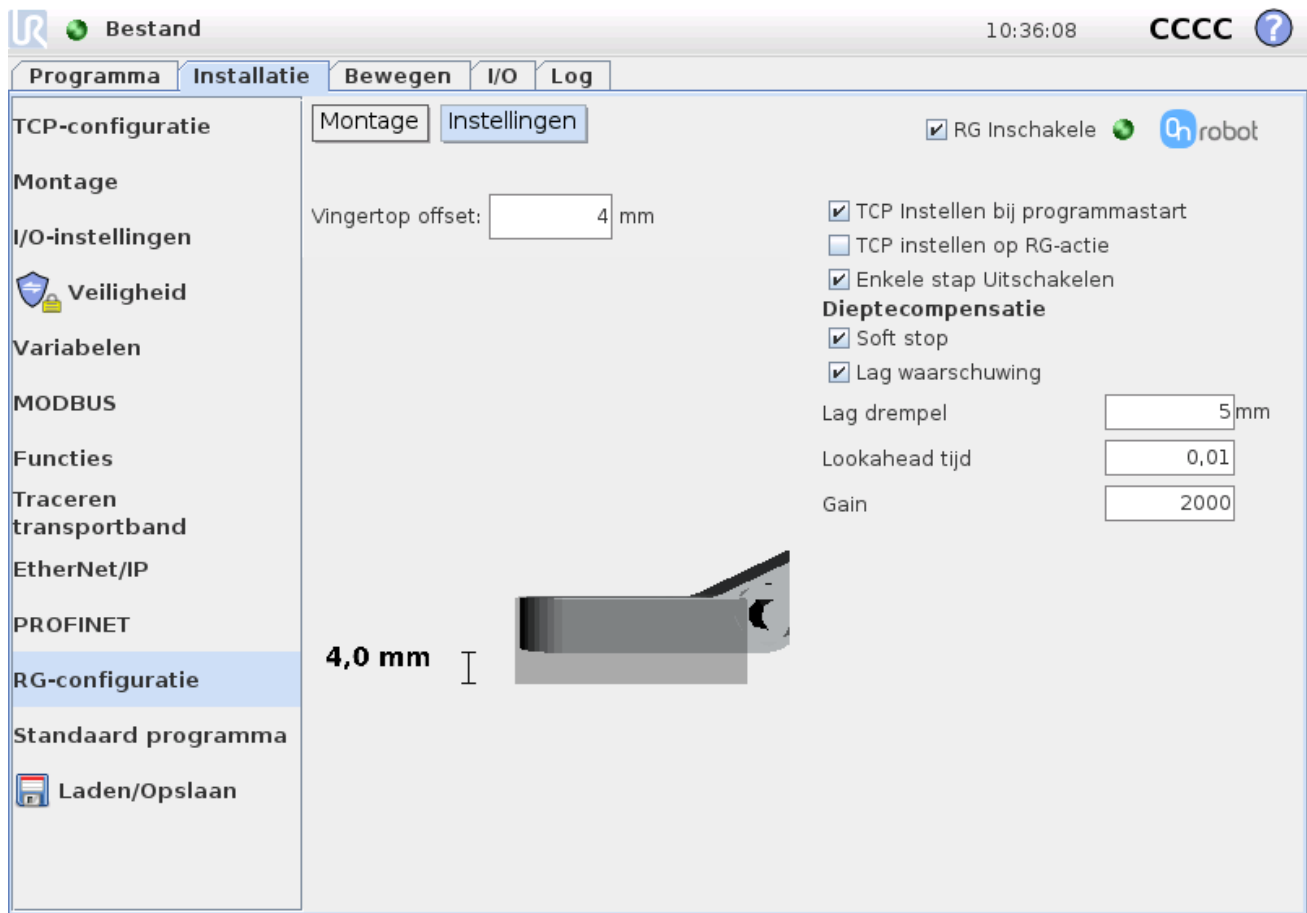 UR Bestand 10:36:08 CCCC ?
Programma Installatie Bewegen I/O Log
TCP-configuratie
Montage
I/O-instellingen
Veiligheid
Variabelen
MODBUS
Functies
Traceren
transportband
EtherNet/IP
PROFINET
RG-configuratie
Standaard programma
Laden/Opslaan
Montage Instellingen
RG Inschakele On robot
Vingertop offset: 4 mm
4,0 mm
TCP Instellen bij programmastart
TCP instellen op RG-actie
Enkele stap Uitschakelen
Dieptecompensatie
Soft stop
Lag waarschuwing
Lag drempel 5 mm
Lookahead tijd 0,01
Gain 2000